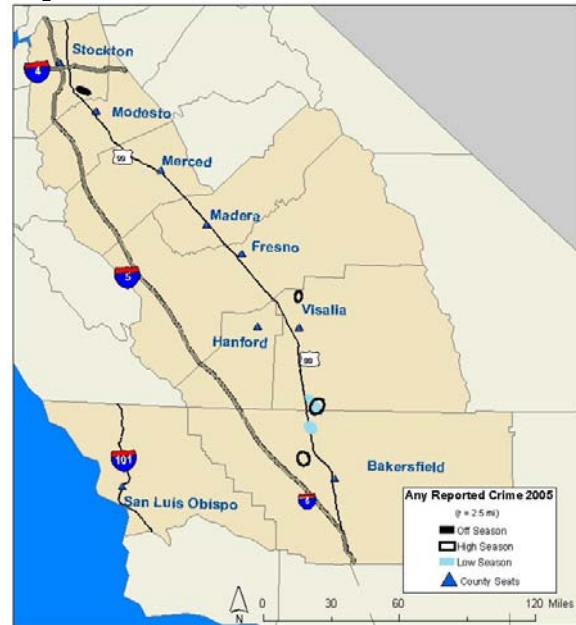 Stockton
4
Modesto
99
Merced
Madera
Fresno
5
Visalia
Hanford
99
101
Bakersfield
San Luis Obispo
5
Any Reported Crime 2005
(r = 2.5 mi)
Off Season
High Season
Low Season
County Seats
N
0 30 60 120 Miles